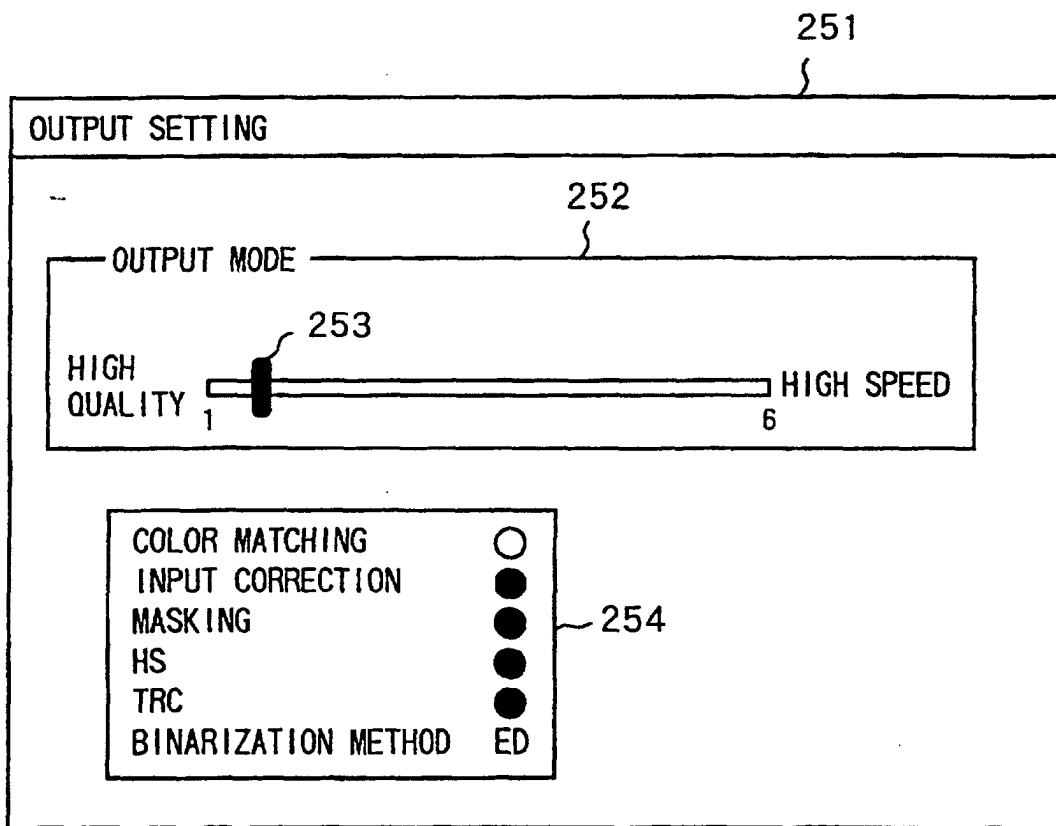 251
OUTPUT SETTING
252
OUTPUT MODE
253
HIGH
QUALITY
HIGH SPEED
1
6
COLOR MATCHING
INPUT CORRECTION
MASKING
254
HS
TRC
BINARIZATION METHOD ED